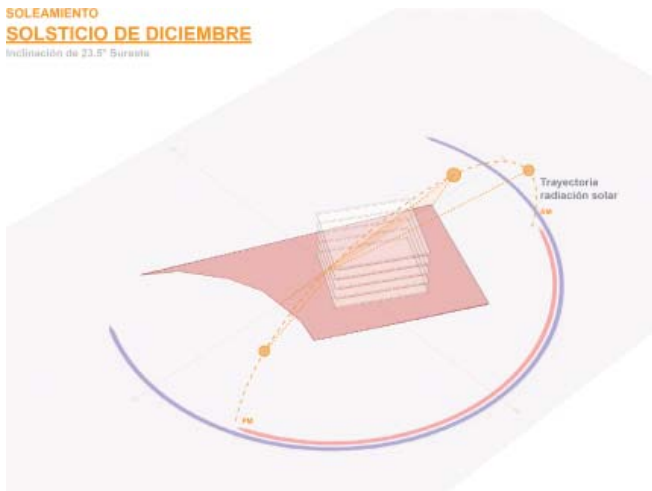 SOLEAMIENTO
SOLSTICIO DE DICIEMBRE
Inclinación de 23.5° Sureste
Trayectoria
radiación solar
AM
PM